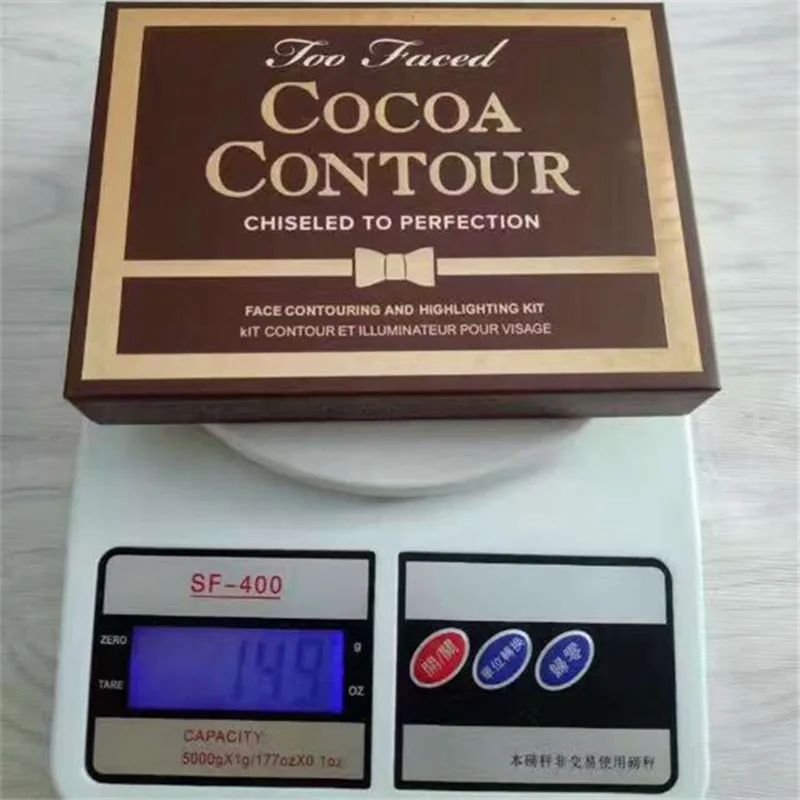 Too Faced
COCOA
CONTOUR
CHISELED TO PERFECTION
FACE CONTOURING AND HIGHLIGHTING KIT
kIT CONTOUR ET ILLUMINATEUR POUR VISAGE
SF-400
ZERO
g
149
TARE
OZ
CAPACITY:
5000gX1g/177ozX0.1oz
開/關
單位轉換
歸零
本磅秤非交易使用磅秤